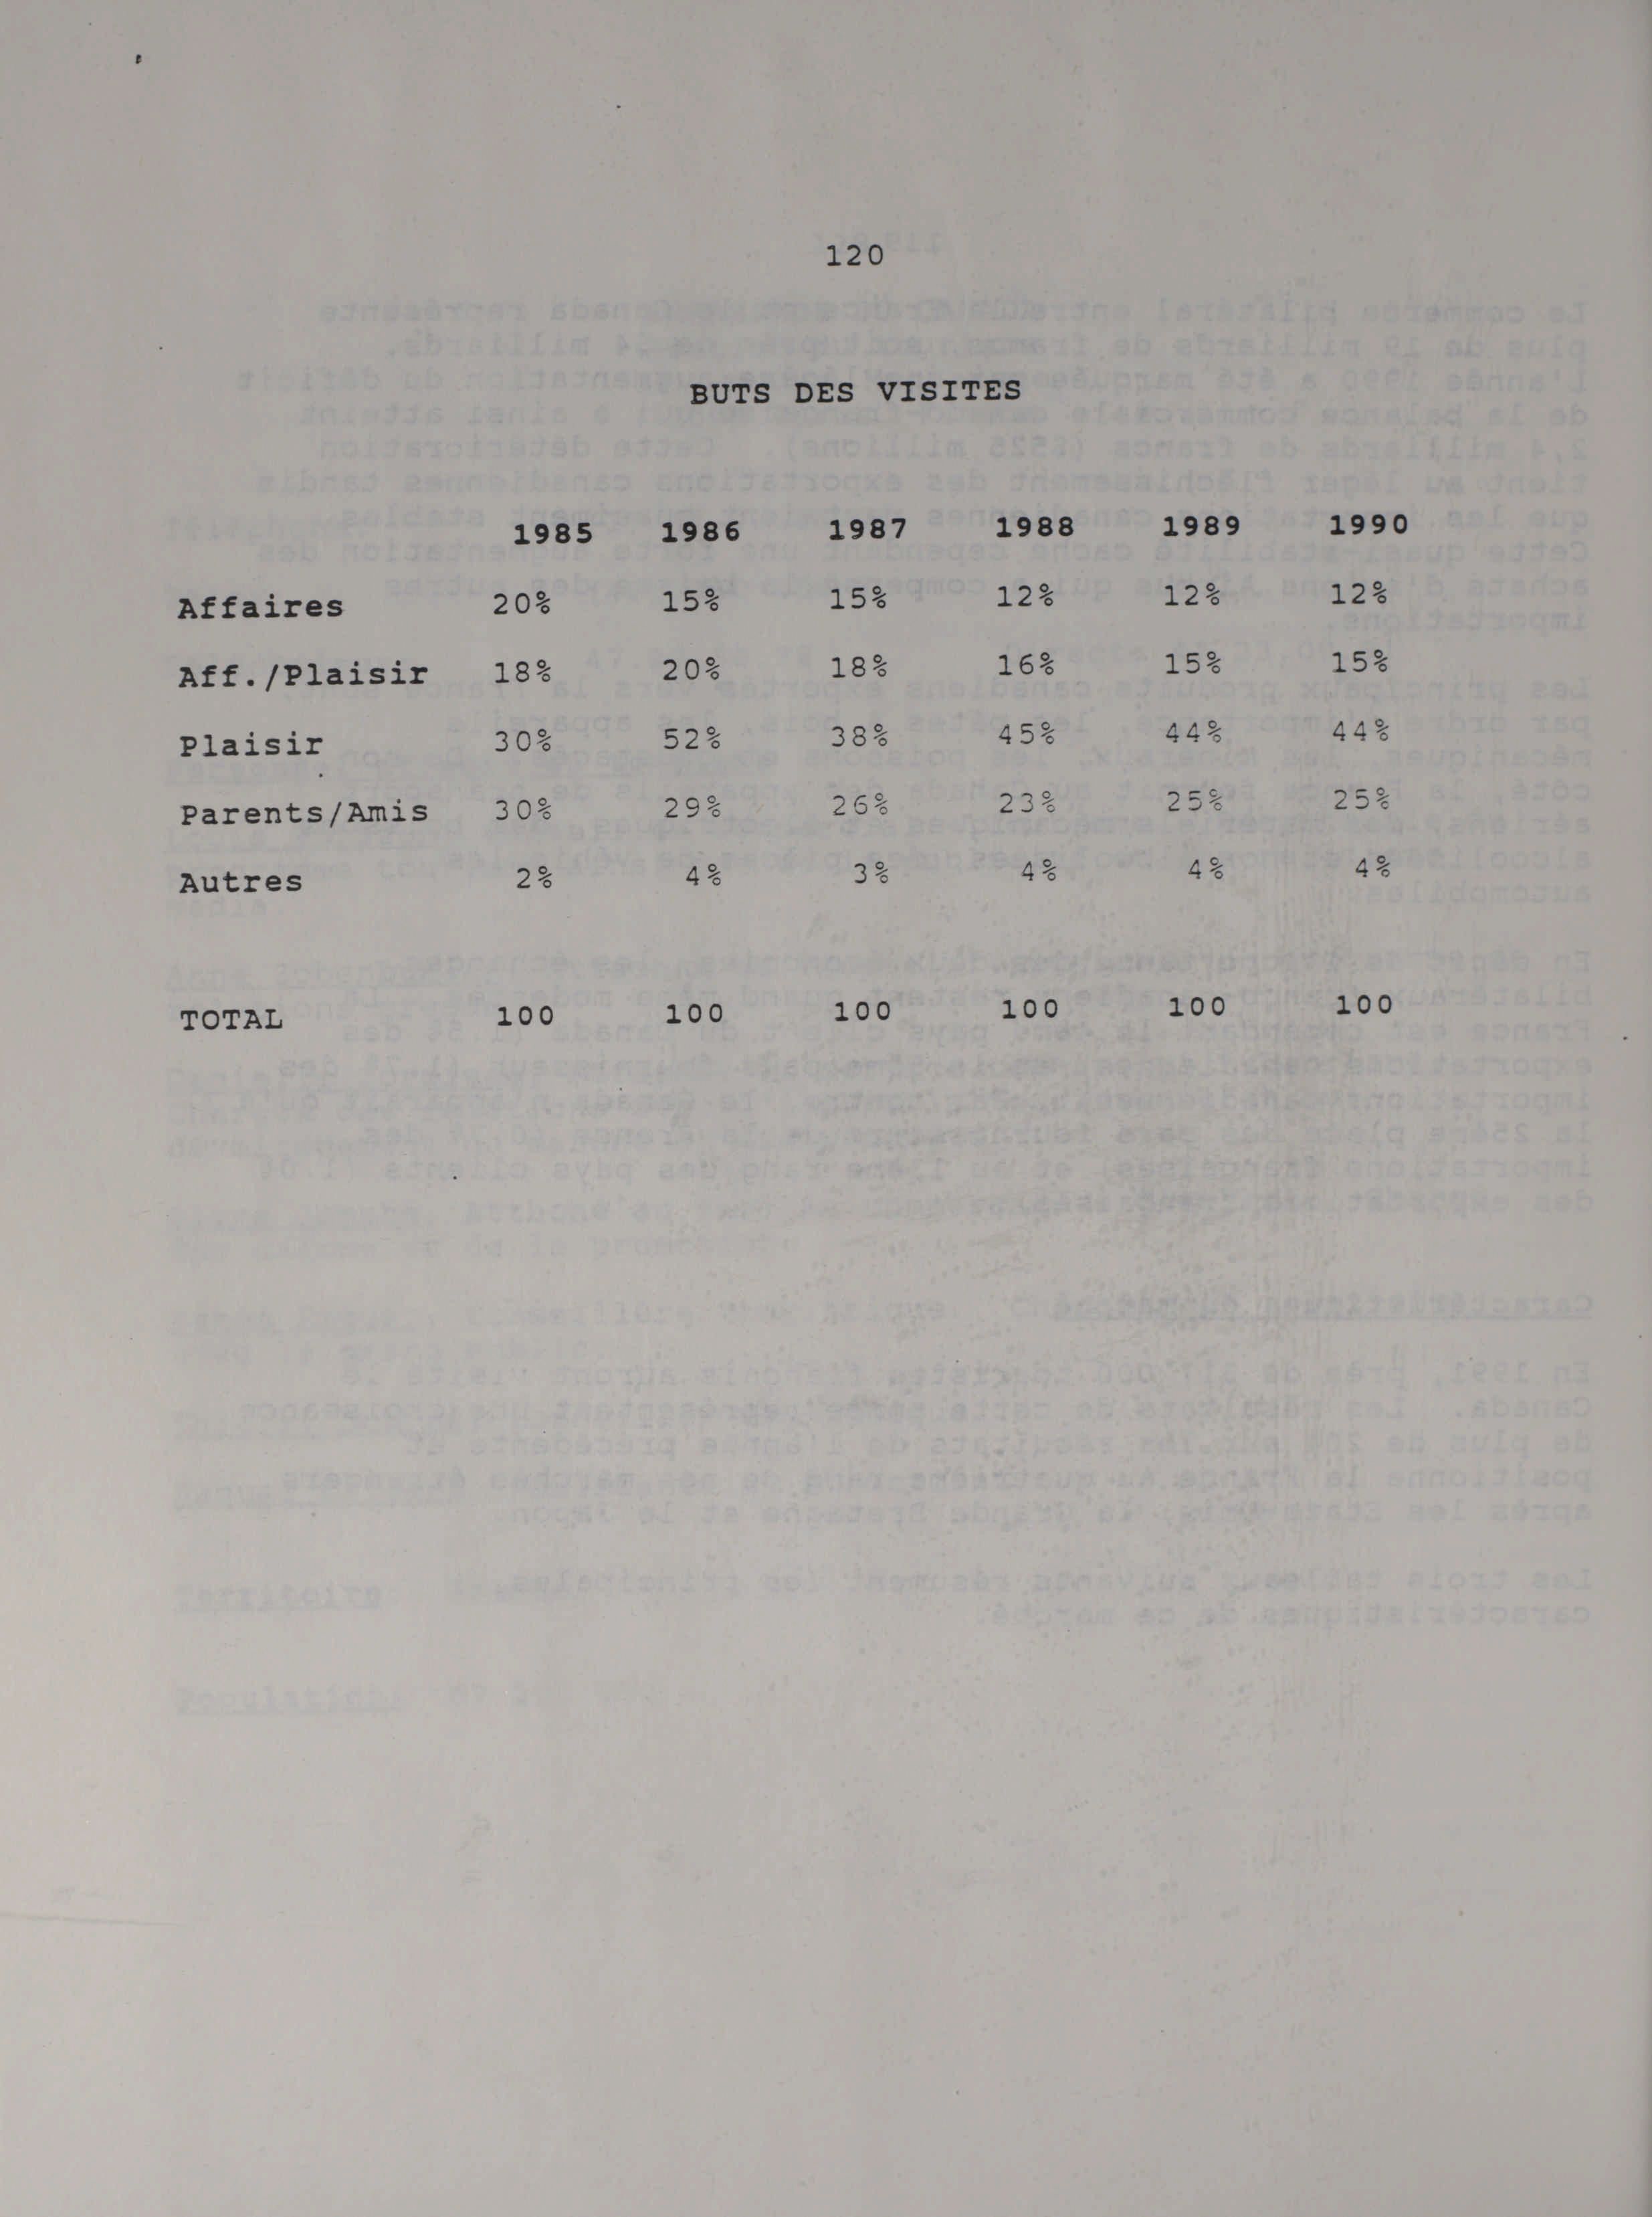 120
BUTS DES VISITES
1985 1986 1987 1988 1989 1990
Affaires 20% 15% 15% 12% 12% 12%
Aff./Plaisir 18% 20% 18% 16% 15% 15%
Plaisir 30% 52% 38% 45% 44% 44%
Parents/Amis 30% 29% 26% 23% 25% 25%
Autres 2% 4% 3% 4% 4% 4%
TOTAL 100 100 100 100 100 100